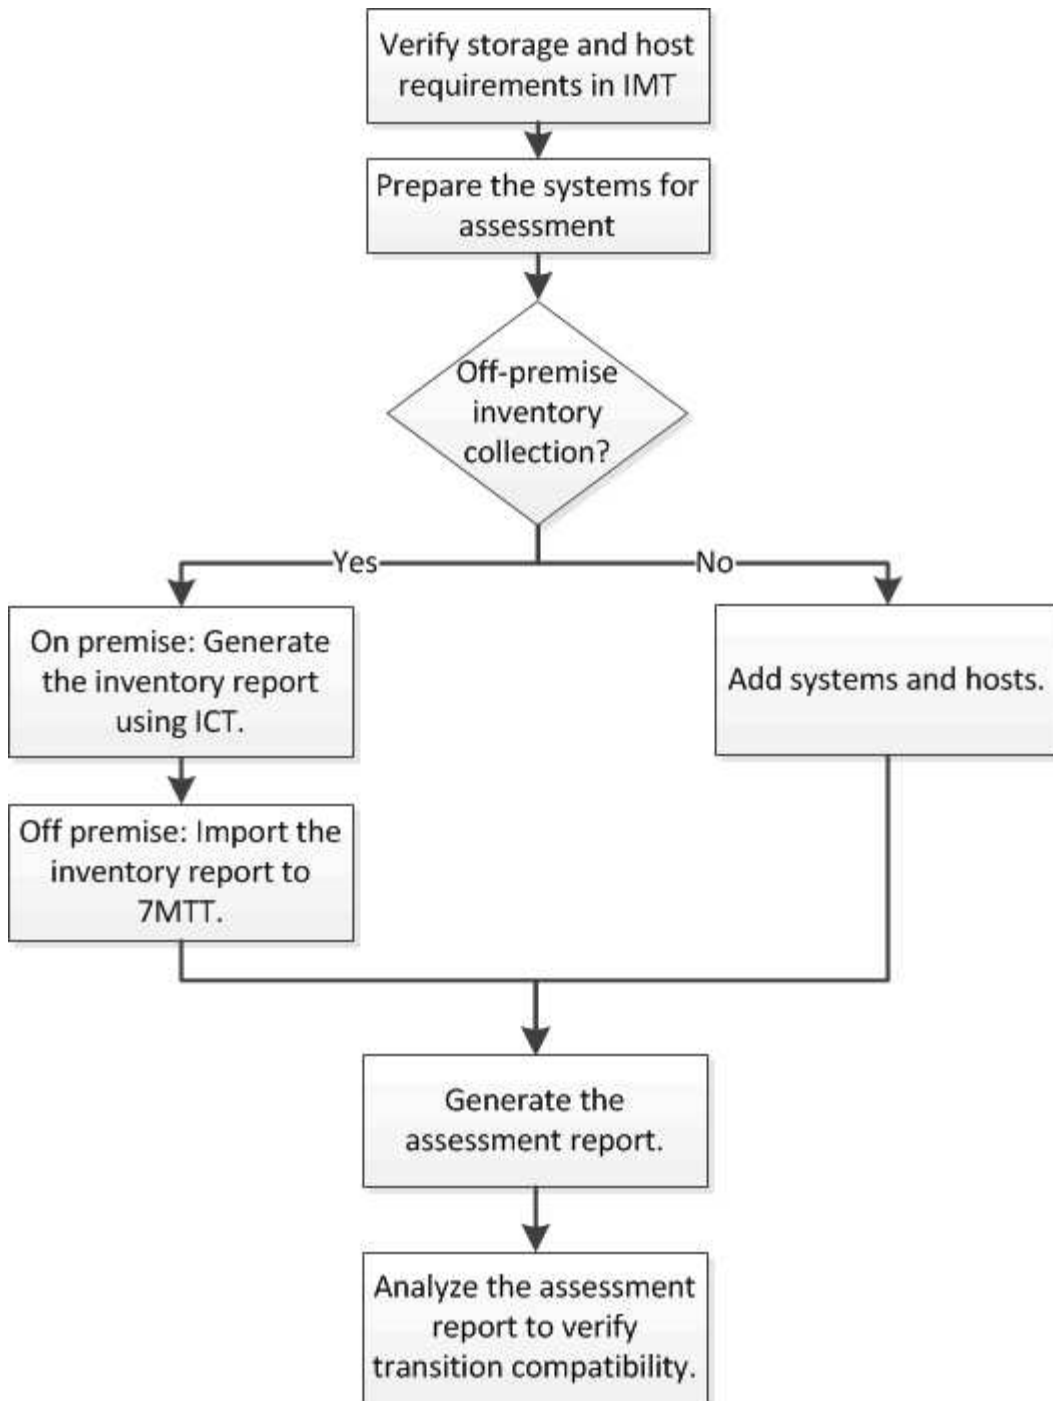 Verify storage and host
requirements in IMT
Prepare the systems for
assessment
Off-premise
inventory
collection?
Yes
No
On premise: Generate
the inventory report
using ICT.
Add systems and hosts.
Off premise: Import the
inventory report to
7MTT.
Generate the
assessment report.
Analyze the assessment
report to verify
transition compatibility.